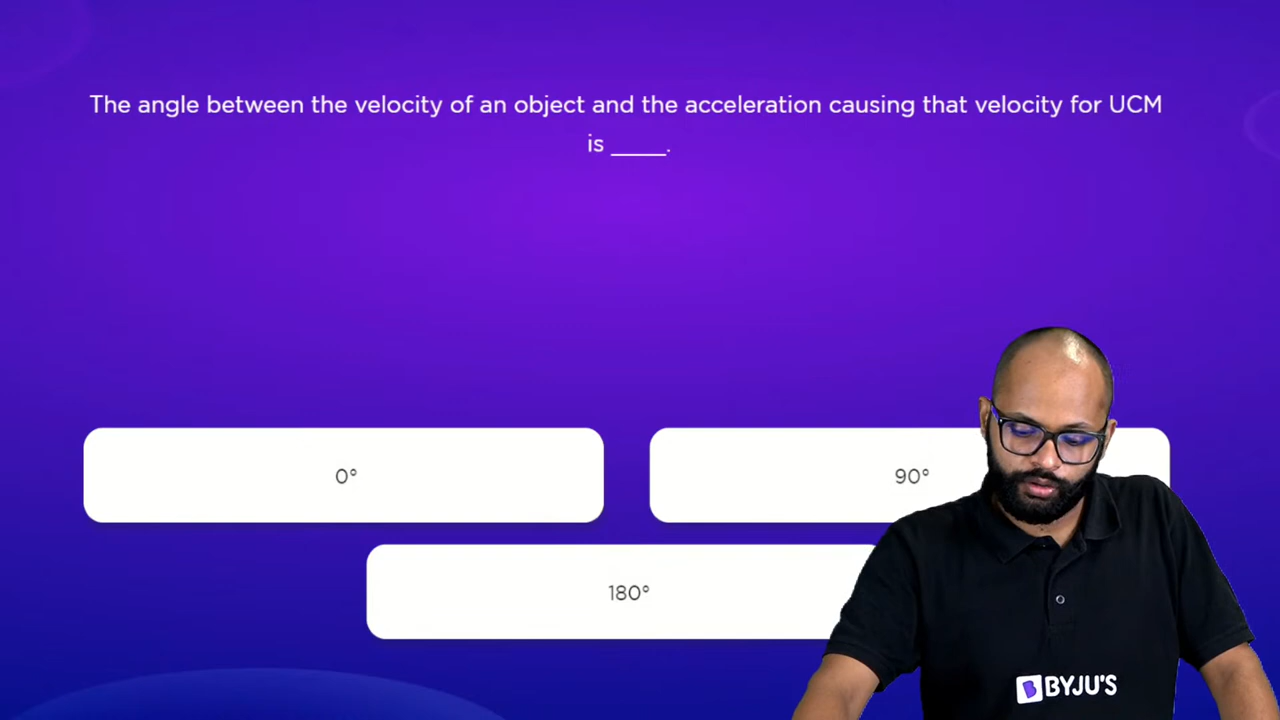 The angle between the velocity of an object and the acceleration causing that velocity for UCM
is _____.
0°
90°
180°
BYJU'S